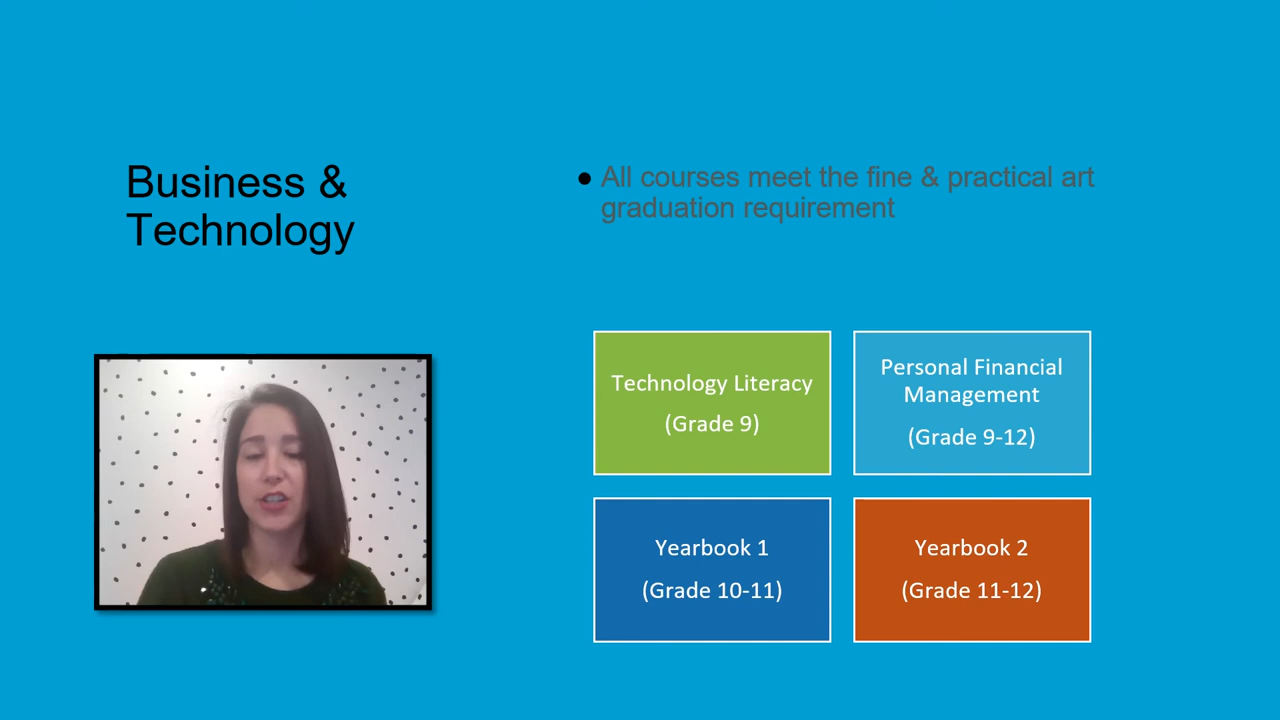 Business &
Technology
● All courses meet the fine & practical art
graduation requirement
Technology Literacy
(Grade 9)
Personal Financial
Management
(Grade 9-12)
Yearbook 1
(Grade 10-11)
Yearbook 2
(Grade 11-12)